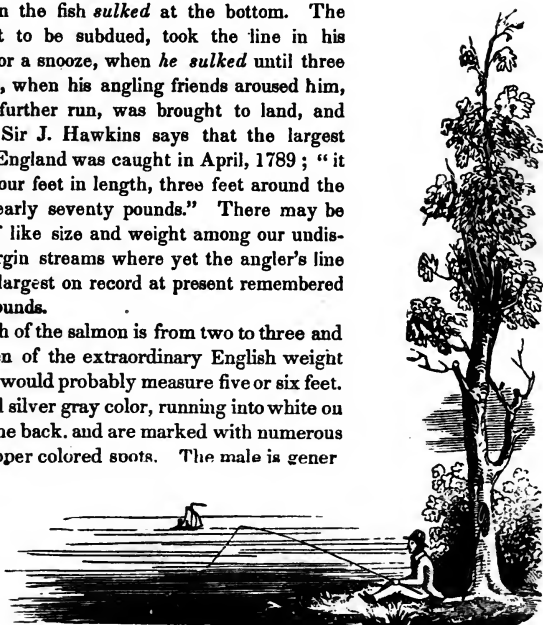 n the fish sulked at the bottom. The
t to be subdued, took the line in his
or a snooze, when he sulked until three
, when his angling friends aroused him,
further run, was brought to land, and
Sir J. Hawkins says that the largest
England was caught in April, 1789 ; " it
our feet in length, three feet around the
early seventy pounds." There may be
like size and weight among our undis-
rgin streams where yet the angler's line
largest on record at present remembered
ounds.
h of the salmon is from two to three and
en of the extraordinary English weight
would probably measure five or six feet.
l silver gray color, running into white on
he back. and are marked with numerous
pper colored spots. The male is gener